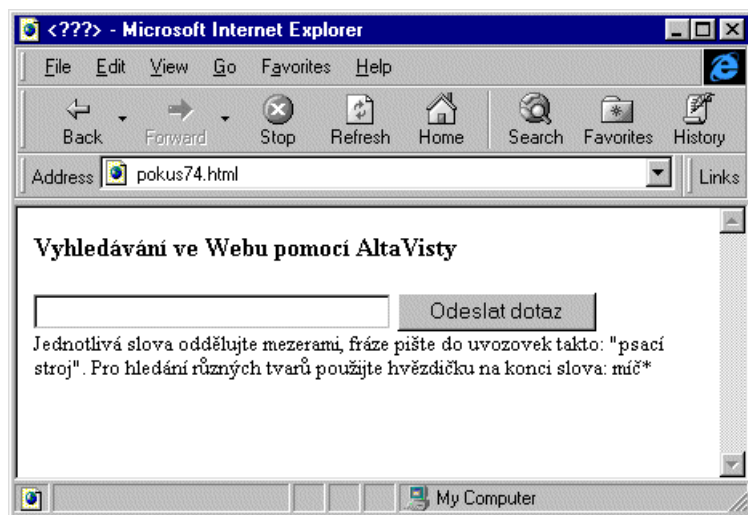 <???> - Microsoft Internet Explorer
File Edit View Go Favorites Help
Back Forward Stop Refresh Home Search Favorites History
Address pokus74.html Links
Vyhledávání ve Webu pomocí AltaVisty
Odeslat dotaz
Jednotlivá slova oddělujte mezerami, fráze pište do uvozovek takto: "psací
stroj". Pro hledání různých tvarů použijte hvězdičku na konci slova: míč*
My Computer